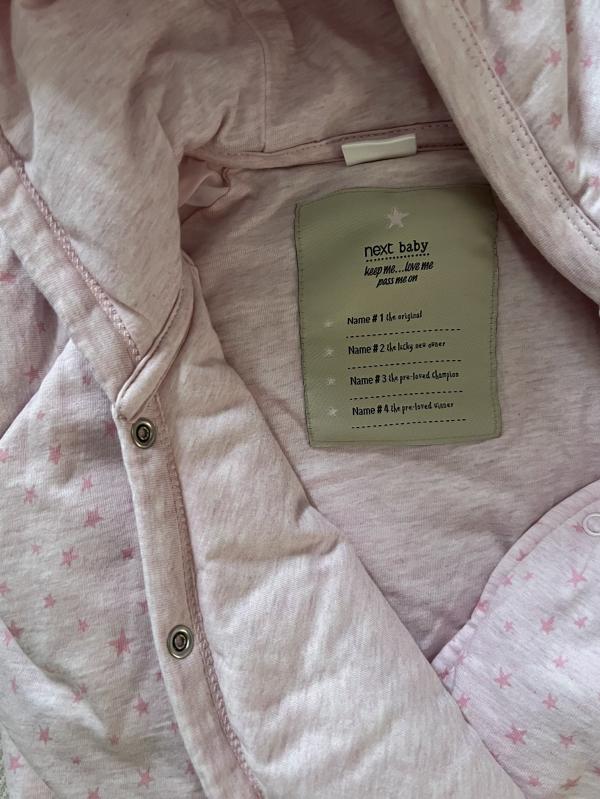 next baby
keep me...love me
pass me on
Name # 1 the original
Name # 2 the lucky new owner
Name # 3 the pre-loved champion
Name # 4 the pre-loved winner